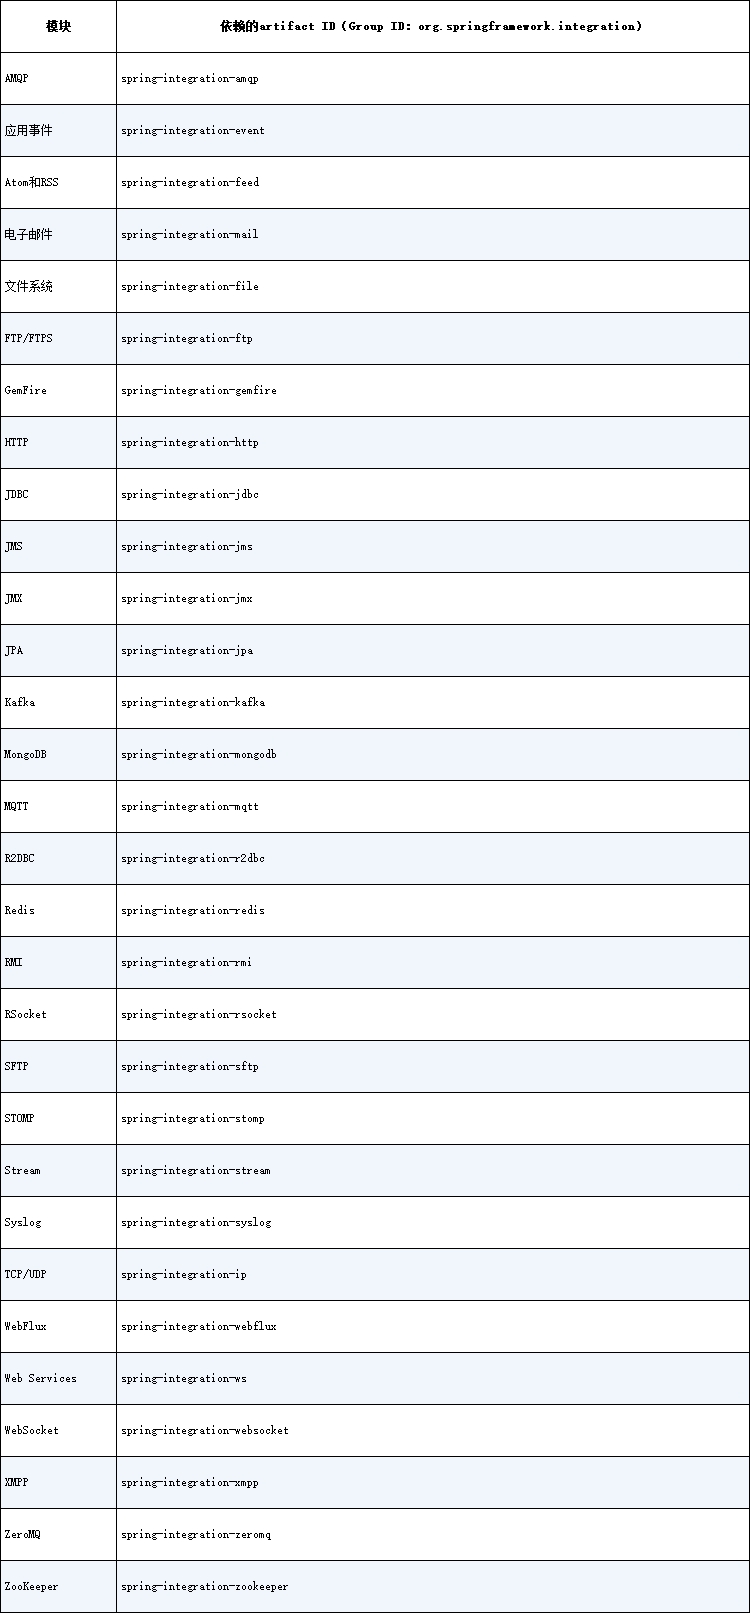 模块 依赖的artifact ID（Group ID：org.springframework.integration）
AMQP spring-integration-amqp
应用事件 spring-integration-event
Atom和RSS spring-integration-feed
电子邮件 spring-integration-mail
文件系统 spring-integration-file
FTP/FTPS spring-integration-ftp
GemFire spring-integration-gemfire
HTTP spring-integration-http
JDBC spring-integration-jdbc
JMS spring-integration-jms
JMX spring-integration-jmx
JPA spring-integration-jpa
Kafka spring-integration-kafka
MongoDB spring-integration-mongodb
MQTT spring-integration-mqtt
R2DBC spring-integration-r2dbc
Redis spring-integration-redis
RMI spring-integration-rmi
RSocket spring-integration-rsocket
SFTP spring-integration-sftp
STOMP spring-integration-stomp
Stream spring-integration-stream
Syslog spring-integration-syslog
TCP/UDP spring-integration-ip
WebFlux spring-integration-webflux
Web Services spring-integration-ws
WebSocket spring-integration-websocket
XMPP spring-integration-xmpp
ZeroMQ spring-integration-zeromq
ZooKeeper spring-integration-zookeeper